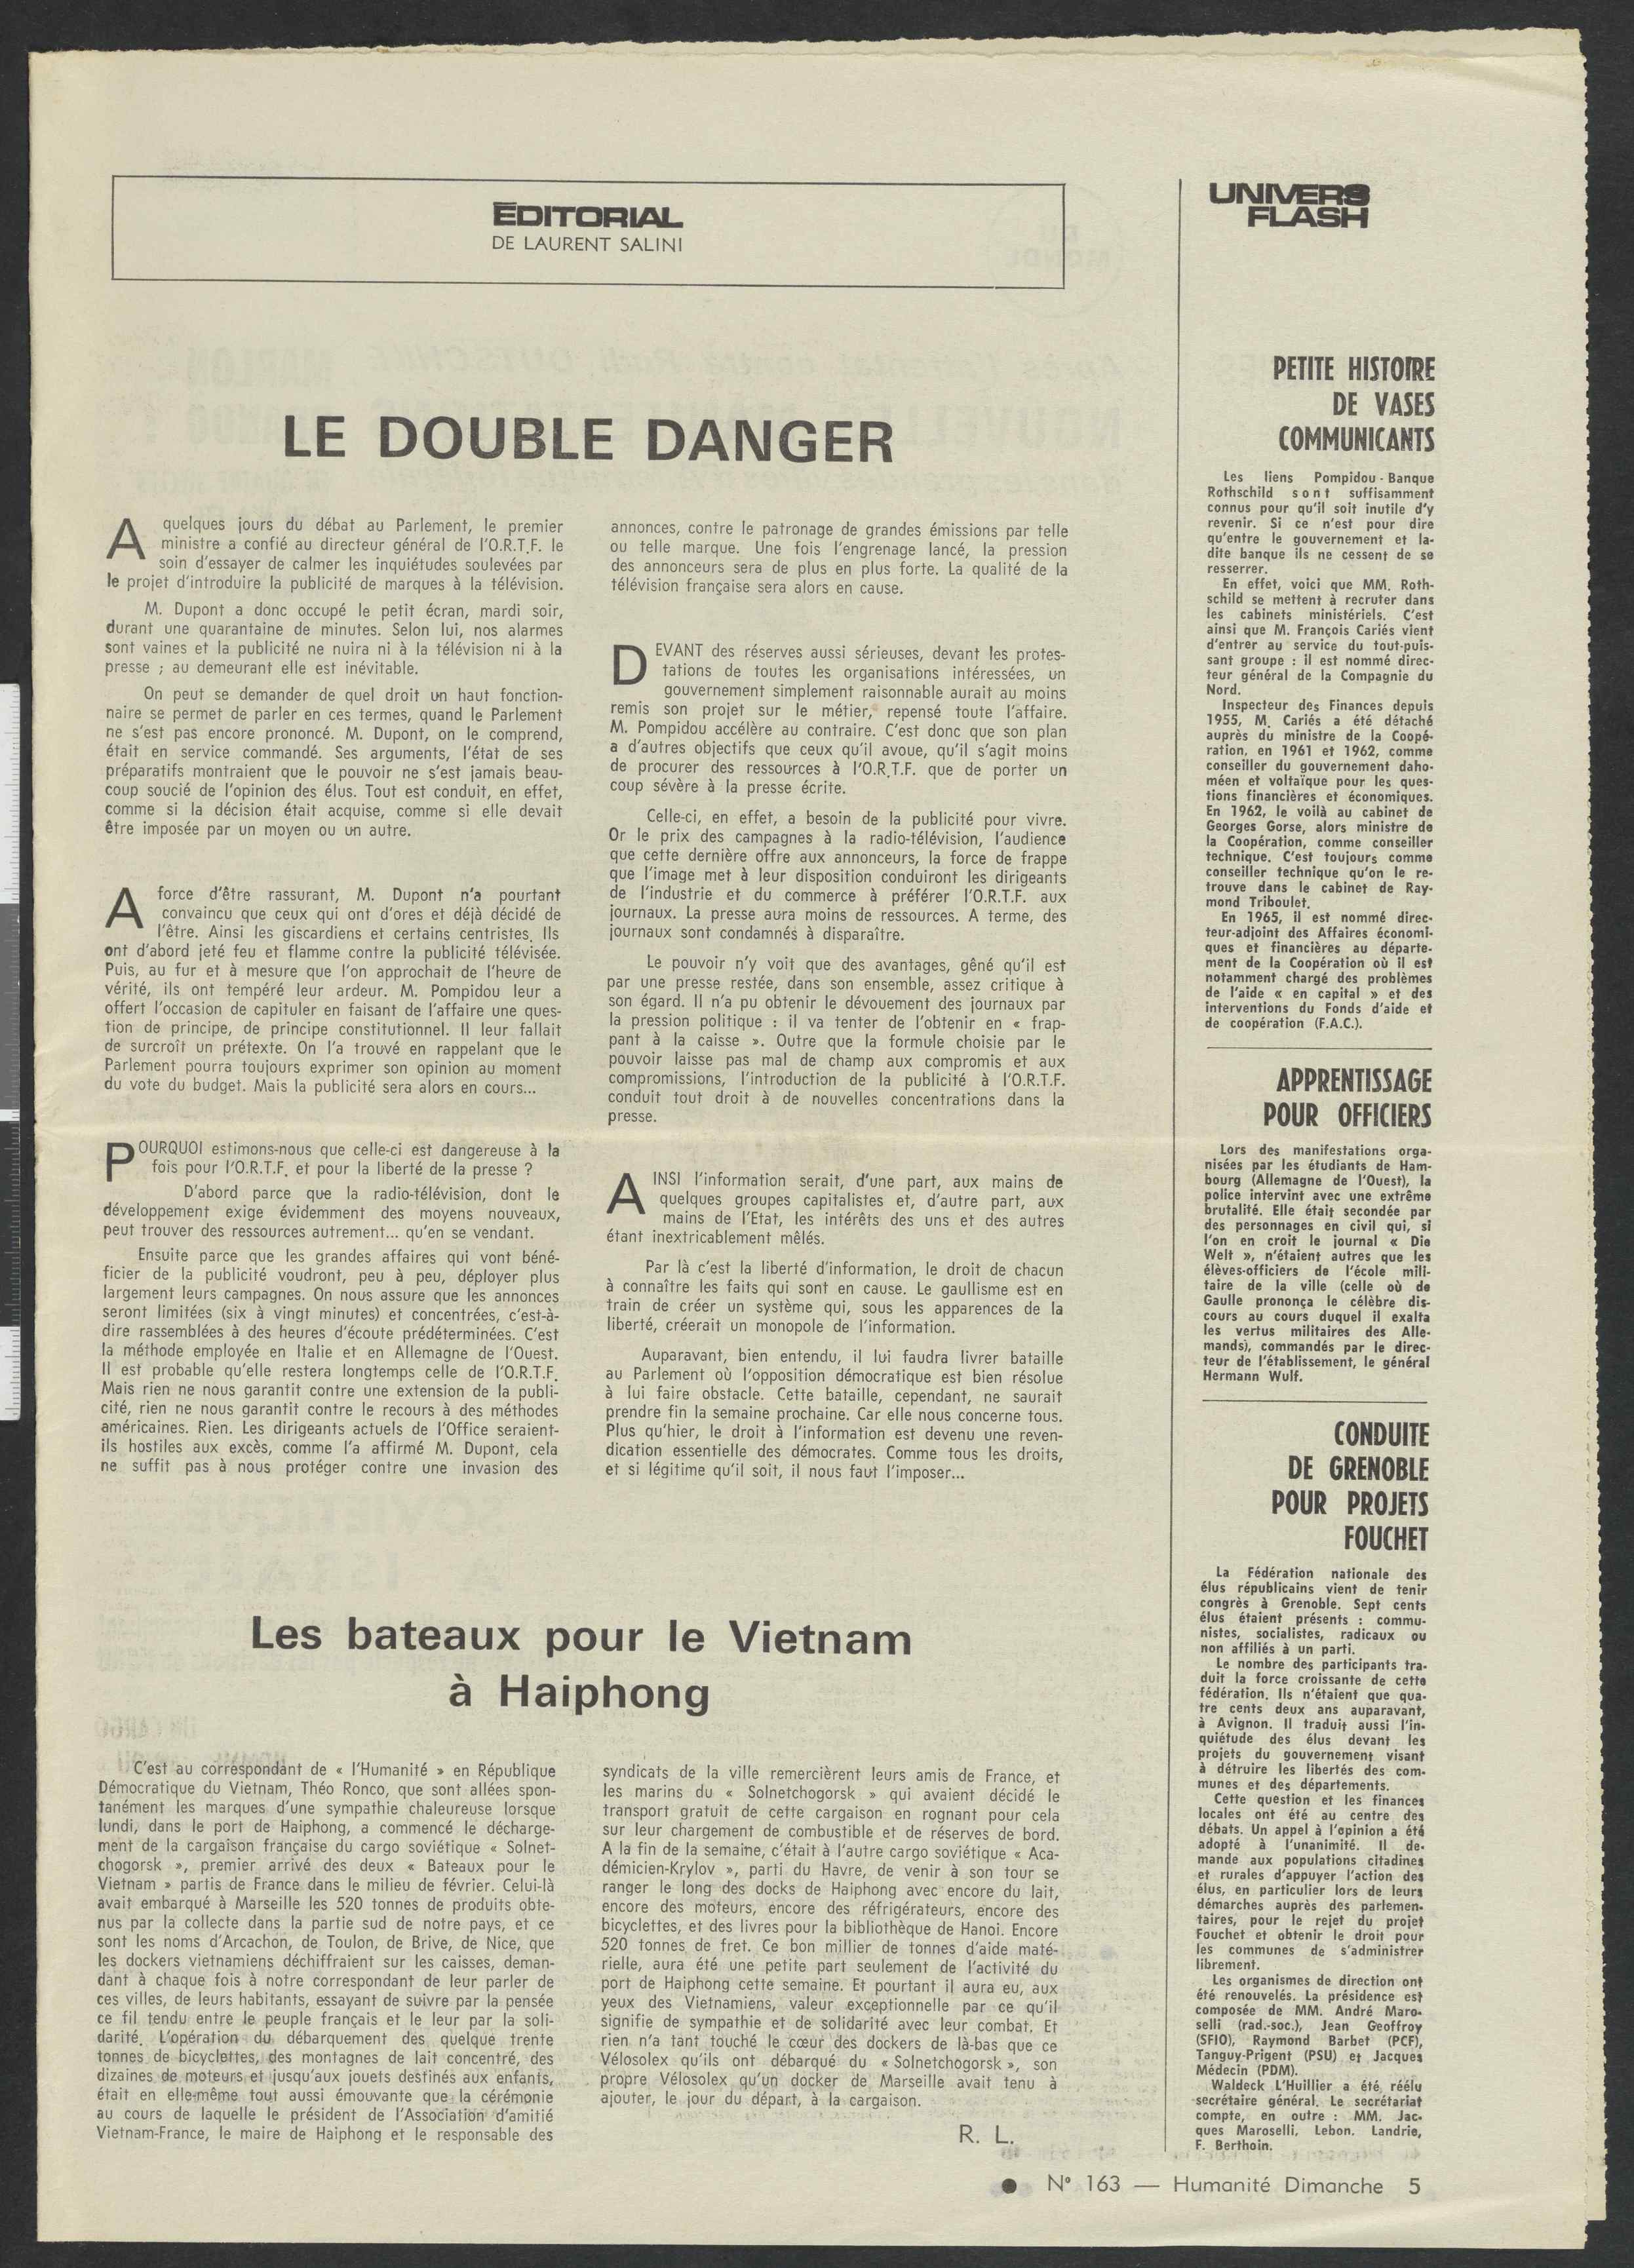 ÉDITORIAL
DE LAURENT SALINI
LE DOUBLE DANGER
A quelques jours du débat au Parlement, le premier
ministre a confié au directeur général de l'O.R.T.F. le
soin d'essayer de calmer les inquiétudes soulevées par
le projet d'introduire la publicité de marques à la télévision.
M. Dupont a donc occupé le petit écran, mardi soir,
durant une quarantaine de minutes. Selon lui, nos alarmes
sont vaines et la publicité ne nuira ni à la télévision ni à la
presse ; au demeurant elle est inévitable.
On peut se demander de quel droit un haut fonction-
naire se permet de parler en ces termes, quand le Parlement
ne s'est pas encore prononcé. M. Dupont, on le comprend,
était en service commandé. Ses arguments, l'état de ses
préparatifs montraient que le pouvoir ne s'est jamais beau-
coup soucié de l'opinion des élus. Tout est conduit, en effet,
comme si la décision était acquise, comme si elle devait
être imposée par un moyen ou un autre.
A force d'être rassurant, M. Dupont n'a pourtant
convaincu que ceux qui ont d'ores et déjà décidé de
l'être. Ainsi les giscardiens et certains centristes. Ils
ont d'abord jeté feu et flamme contre la publicité télévisée.
Puis, au fur et à mesure que l'on approchait de l'heure de
vérité, ils ont tempéré leur ardeur. M. Pompidou leur a
offert l'occasion de capituler en faisant de l'affaire une ques-
tion de principe, de principe constitutionnel. Il leur fallait
de surcroît un prétexte. On l'a trouvé en rappelant que le
Parlement pourra toujours exprimer son opinion au moment
du vote du budget. Mais la publicité sera alors en cours...
POURQUOI estimons-nous que celle-ci est dangereuse à la
fois pour l'O.R.T.F. et pour la liberté de la presse ?
D'abord parce que la radio-télévision, dont le
développement exige évidemment des moyens nouveaux,
peut trouver des ressources autrement... qu'en se vendant.
Ensuite parce que les grandes affaires qui vont béné-
ficier de la publicité voudront, peu à peu, déployer plus
largement leurs campagnes. On nous assure que les annonces
seront limitées (six à vingt minutes) et concentrées, c'est-à-
dire rassemblées à des heures d'écoute prédéterminées. C'est
la méthode employée en Italie et en Allemagne de l'Ouest.
Il est probable qu'elle restera longtemps celle de l'O.R.T.F.
Mais rien ne nous garantit contre une extension de la publi-
cité, rien ne nous garantit contre le recours à des méthodes
américaines. Rien. Les dirigeants actuels de l'Office seraient-
ils hostiles aux excès, comme l'a affirmé M. Dupont, cela
ne suffit pas à nous protéger contre une invasion des
annonces, contre le patronage de grandes émissions par telle
ou telle marque. Une fois l'engrenage lancé, la pression
des annonceurs sera de plus en plus forte. La qualité de la
télévision française sera alors en cause.
DEVANT des réserves aussi sérieuses, devant les protes-
tations de toutes les organisations intéressées, un
gouvernement simplement raisonnable aurait au moins
remis son projet sur le métier, repensé toute l'affaire.
M. Pompidou accélère au contraire. C'est donc que son plan
a d'autres objectifs que ceux qu'il avoue, qu'il s'agit moins
de procurer des ressources à l'O.R.T.F. que de porter un
coup sévère à la presse écrite.
Celle-ci, en effet, a besoin de la publicité pour vivre.
Or le prix des campagnes à la radio-télévision, l'audience
que cette dernière offre aux annonceurs, la force de frappe
que l'image met à leur disposition conduiront les dirigeants
de l'industrie et du commerce à préférer l'O.R.T.F. aux
journaux. La presse aura moins de ressources. A terme, des
journaux sont condamnés à disparaître.
Le pouvoir n'y voit que des avantages, gêné qu'il est
par une presse restée, dans son ensemble, assez critique à
son égard. Il n'a pu obtenir le dévouement des journaux par
la pression politique : il va tenter de l'obtenir en « frap-
pant à la caisse ». Outre que la formule choisie par le
pouvoir laisse pas mal de champ aux compromis et aux
compromissions, l'introduction de la publicité à l'O.R.T.F.
conduit tout droit à de nouvelles concentrations dans la
presse.
AINSI l'information serait, d'une part, aux mains de
quelques groupes capitalistes et, d'autre part, aux
mains de l'Etat, les intérêts des uns et des autres
étant inextricablement mêlés.
Par là c'est la liberté d'information, le droit de chacun
à connaître les faits qui sont en cause. Le gaullisme est en
train de créer un système qui, sous les apparences de la
liberté, créerait un monopole de l'information.
Auparavant, bien entendu, il lui faudra livrer bataille
au Parlement où l'opposition démocratique est bien résolue
à lui faire obstacle. Cette bataille, cependant, ne saurait
prendre fin la semaine prochaine. Car elle nous concerne tous.
Plus qu'hier, le droit à l'information est devenu une reven-
dication essentielle des démocrates. Comme tous les droits,
et si légitime qu'il soit, il nous faut l'imposer...
Les bateaux pour le Vietnam
à Haiphong
C'est au correspondant de « l'Humanité » en République
Démocratique du Vietnam, Théo Ronco, que sont allées spon-
tanément les marques d'une sympathie chaleureuse lorsque
lundi, dans le port de Haiphong, a commencé le décharge-
ment de la cargaison française du cargo soviétique « Solnet-
chogorsk », premier arrivé des deux « Bateaux pour le
Vietnam » partis de France dans le milieu de février. Celui-là
avait embarqué à Marseille les 520 tonnes de produits obte-
nus par la collecte dans la partie sud de notre pays, et ce
sont les noms d'Arcachon, de Toulon, de Brive, de Nice, que
les dockers vietnamiens déchiffraient sur les caisses, deman-
dant à chaque fois à notre correspondant de leur parler de
ces villes, de leurs habitants, essayant de suivre par la pensée
ce fil tendu entre le peuple français et le leur par la soli-
darité. L'opération du débarquement des quelque trente
tonnes de bicyclettes, des montagnes de lait concentré, des
dizaines de moteurs et jusqu'aux jouets destinés aux enfants,
était en elle-même tout aussi émouvante que la cérémonie
au cours de laquelle le président de l'Association d'amitié
Vietnam-France, le maire de Haiphong et le responsable des
syndicats de la ville remercièrent leurs amis de France, et
les marins du « Solnetchogorsk » qui avaient décidé le
transport gratuit de cette cargaison en rognant pour cela
sur leur chargement de combustible et de réserves de bord.
A la fin de la semaine, c'était à l'autre cargo soviétique « Aca-
démicien-Krylov », parti du Havre, de venir à son tour se
ranger le long des docks de Haiphong avec encore du lait,
encore des moteurs, encore des réfrigérateurs, encore des
bicyclettes, et des livres pour la bibliothèque de Hanoi. Encore
520 tonnes de fret. Ce bon millier de tonnes d'aide maté-
rielle, aura été une petite part seulement de l'activité du
port de Haiphong cette semaine. Et pourtant il aura eu, aux
yeux des Vietnamiens, valeur exceptionnelle par ce qu'il
signifie de sympathie et de solidarité avec leur combat. Et
rien n'a tant touché le cœur des dockers de là-bas que ce
Vélosolex qu'ils ont débarqué du « Solnetchogorsk », son
propre Vélosolex qu'un docker de Marseille avait tenu à
ajouter, le jour du départ, à la cargaison.
R. L.
UNIVERS
FLASH
PETITE HISTOIRE
DE VASES
COMMUNICANTS
Les liens Pompidou - Banque
Rothschild sont suffisamment
connus pour qu'il soit inutile d'y
revenir. Si ce n'est pour dire
qu'entre le gouvernement et la-
dite banque ils ne cessent de se
resserrer.
En effet, voici que MM. Roth-
schild se mettent à recruter dans
les cabinets ministériels. C'est
ainsi que M. François Cariés vient
d'entrer au service du tout-puis-
sant groupe : il est nommé direc-
teur général de la Compagnie du
Nord.
Inspecteur des Finances depuis
1955, M. Cariés a été détaché
auprès du ministre de la Coopé-
ration, en 1961 et 1962, comme
conseiller du gouvernement daho-
méen et voltaïque pour les ques-
tions financières et économiques.
En 1962, le voilà au cabinet de
Georges Gorse, alors ministre de
la Coopération, comme conseiller
technique. C'est toujours comme
conseiller technique qu'on le re-
trouve dans le cabinet de Ray-
mond Triboulet.
En 1965, il est nommé direc-
teur-adjoint des Affaires économi-
ques et financières au départe-
ment de la Coopération où il est
notamment chargé des problèmes
de l'aide « en capital » et des
interventions du Fonds d'aide et
de coopération (F.A.C.).
APPRENTISSAGE
POUR OFFICIERS
Lors des manifestations orga-
nisées par les étudiants de Ham-
bourg (Allemagne de l'Ouest), la
police intervint avec une extrême
brutalité. Elle était secondée par
des personnages en civil qui, si
l'on en croit le journal « Die
Welt », n'étaient autres que les
élèves-officiers de l'école mili-
taire de la ville (celle où de
Gaulle prononça le célèbre dis-
cours au cours duquel il exalta
les vertus militaires des Alle-
mands), commandés par le direc-
teur de l'établissement, le général
Hermann Wulf.
CONDUITE
DE GRENOBLE
POUR PROJETS
FOUCHET
La Fédération nationale des
élus républicains vient de tenir
congrès à Grenoble. Sept cents
élus étaient présents : commu-
nistes, socialistes, radicaux ou
non affiliés à un parti.
Le nombre des participants tra-
duit la force croissante de cette
fédération. Ils n'étaient que qua-
tre cents deux ans auparavant,
à Avignon. Il traduit aussi l'in-
quiétude des élus devant les
projets du gouvernement visant
à détruire les libertés des com-
munes et des départements.
Cette question et les finances
locales ont été au centre des
débats. Un appel à l'opinion a été
adopté à l'unanimité. Il de-
mande aux populations citadines
et rurales d'appuyer l'action des
élus, en particulier lors de leurs
démarches auprès des parlemen-
taires, pour le rejet du projet
Fouchet et obtenir le droit pour
les communes de s'administrer
librement.
Les organismes de direction ont
été renouvelés. La présidence est
composée de MM. André Maro-
selli (rad.-soc.), Jean Geoffroy
(SFIO), Raymond Barbet (PCF),
Tanguy-Prigent (PSU) et Jacques
Médecin (PDM).
Waldeck L'Huillier a été réélu
secrétaire général. Le secrétariat
compte, en outre : MM. Jac-
ques Maroselli, Lebon, Landrie,
F. Berthoin.
● N° 163 — Humanité Dimanche 5